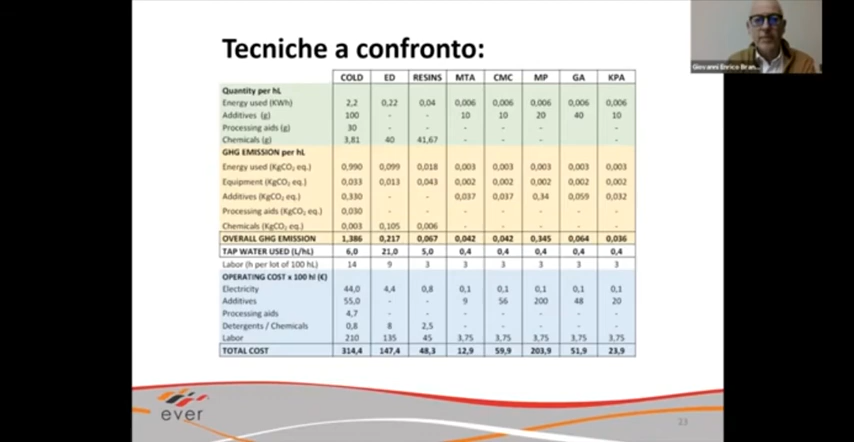 Tecniche a confronto:
Giovanni Enrico Bran...
COLD ED RESINS MTA CMC MP GA KPA
Quantity per hL
Energy used (KWh) 2,2 0,22 0,04 0,006 0,006 0,006 0,006 0,006
Additives (g) 100 - - 10 10 20 40 10
Processing aids (g) 30 - - - - - - -
Chemicals (g) 3,81 40 41,67 - - - - -
GHG EMISSION per hL
Energy used (KgCO2 eq.) 0,990 0,099 0,018 0,003 0,003 0,003 0,003 0,003
Equipment (KgCO2 eq.) 0,033 0,013 0,043 0,002 0,002 0,002 0,002 0,002
Additives (KgCO2 eq.) 0,330 - - 0,037 0,037 0,34 0,059 0,032
Processing aids (KgCO2 eq.) 0,030 - - - - - - -
Chemicals (KgCO2 eq.) 0,003 0,105 0,006 - - - - -
OVERALL GHG EMISSION 1,386 0,217 0,067 0,042 0,042 0,345 0,064 0,036
TAP WATER USED (L/hL) 6,0 21,0 5,0 0,4 0,4 0,4 0,4 0,4
Labor (h per lot of 100 hL) 14 9 3 3 3 3 3 3
OPERATING COST x 100 hl (€)
Electricity 44,0 4,4 0,8 0,1 0,1 0,1 0,1 0,1
Additives 55,0 - - 9 56 200 48 20
Processing aids 4,7 - - - - - - -
Detergents / Chemicals 0,8 8 2,5 - - - - -
Labor 210 135 45 3,75 3,75 3,75 3,75 3,75
TOTAL COST 314,4 147,4 48,3 12,9 59,9 203,9 51,9 23,9
ever
23